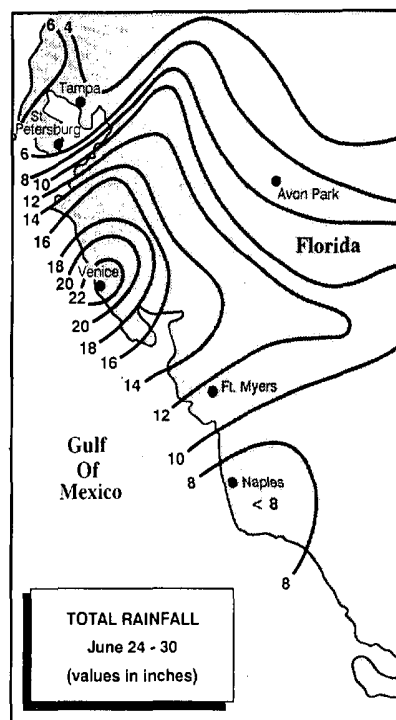 6 4
Tampa
St.
Petersburg
6
8
10
12
14
16
18
20
22
Venice
20
18
16
14
12
10
8
Avon Park
Florida
Ft. Myers
Gulf
Of
Mexico
Naples
< 8
8
TOTAL RAINFALL
June 24 - 30
(values in inches)